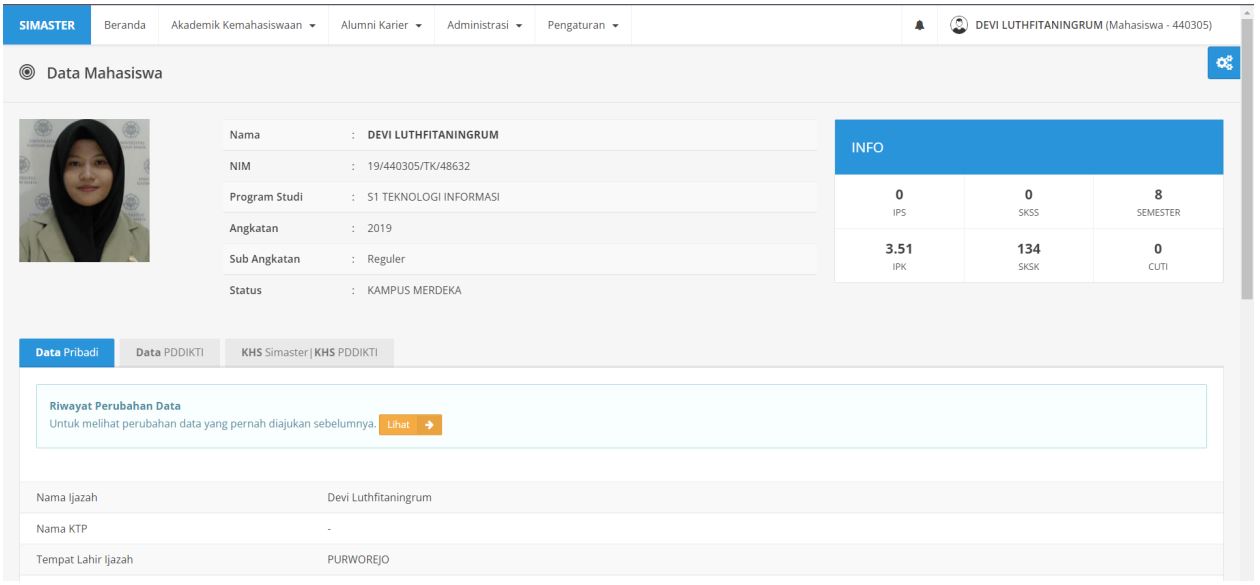 SIMASTER Beranda Akademik Kemahasiswaan Alumni Karier Administrasi Pengaturan DEVI LUTHFITANINGRUM (Mahasiswa - 440305)
Data Mahasiswa
Nama : DEVI LUTHFITANINGRUM
NIM : 19/440305/TK/48632
Program Studi : S1 TEKNOLOGI INFORMASI
Angkatan : 2019
Sub Angkatan : Reguler
Status : KAMPUS MERDEKA
INFO
0 0 8
IPS SKSS SEMESTER
3.51 134 0
IPK SKSK CUTI
Data Pribadi Data PDDIKTI KHS Simaster|KHS PDDIKTI
Riwayat Perubahan Data
Untuk melihat perubahan data yang pernah diajukan sebelumnya. Lihat
Nama Ijazah Devi Luthfitaningrum
Nama KTP -
Tempat Lahir Ijazah PURWOREJO